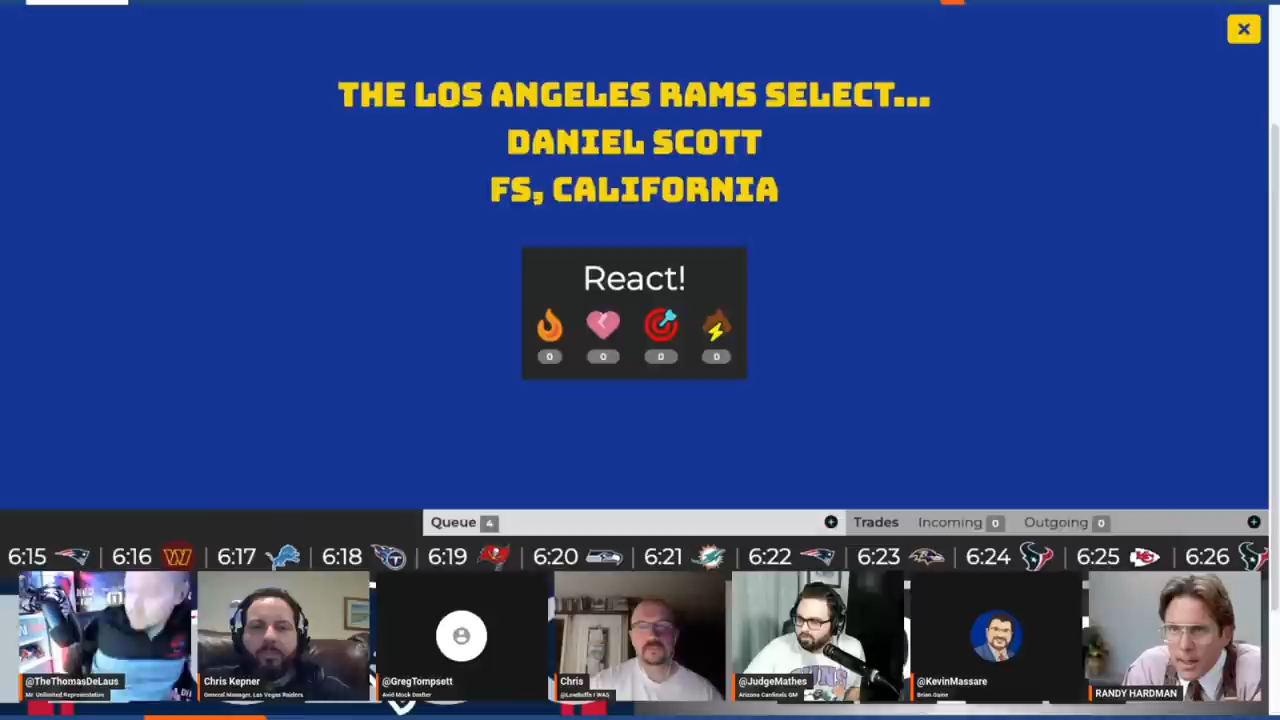 THE LOS ANGELES RAMS SELECT...
DANIEL SCOTT
FS, CALIFORNIA
React!
0 0 0 0
Queue 4 Trades Incoming 0 Outgoing 0
6:15 6:16 6:17 6:18 6:19 6:20 6:21 6:22 6:23 6:24 6:25 6:26
@TheThomasDeLaus Chris Kepner @GregTompsett Chris @JudgeMathes @KevinMassare RANDY HARDMAN
Mr. Unlimited Representative General Manager, Las Vegas Raiders Avid Mock Drafter Arizona Cardinals GM